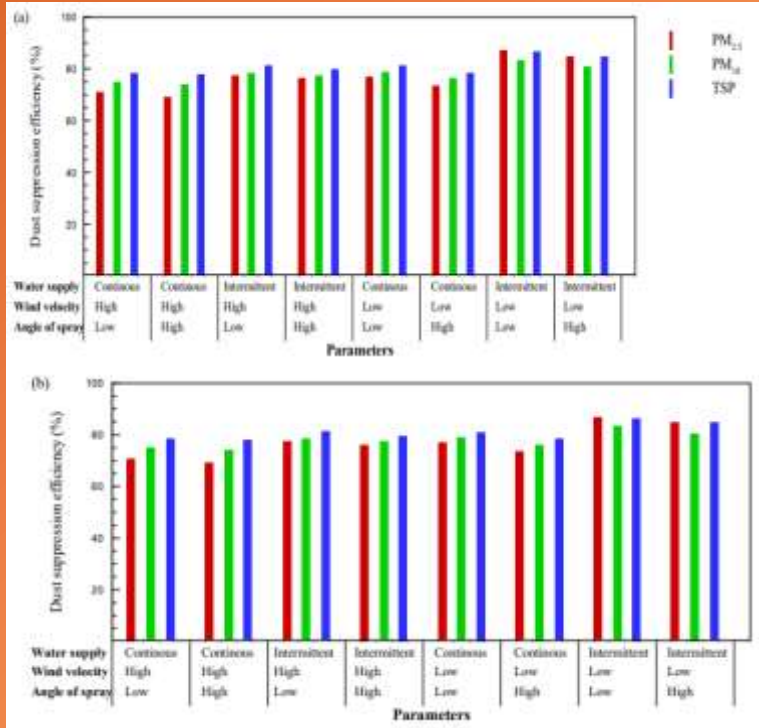 (a)
100
80
60
40
20
Dust suppression efficiency (%)
PM2.5
PM10
TSP
Water supply Continous Continous Intermittent Intermittent Continous Continous Intermittent Intermittent
Wind velocity High High High High Low Low Low Low
Angle of spray Low High Low High Low High Low High
Parameters
(b)
100
80
60
40
20
Dust suppression efficiency (%)
Water supply Continous Continous Intermittent Intermittent Continous Continous Intermittent Intermittent
Wind velocity High High High High Low Low Low Low
Angle of spray Low High Low High Low High Low High
Parameters